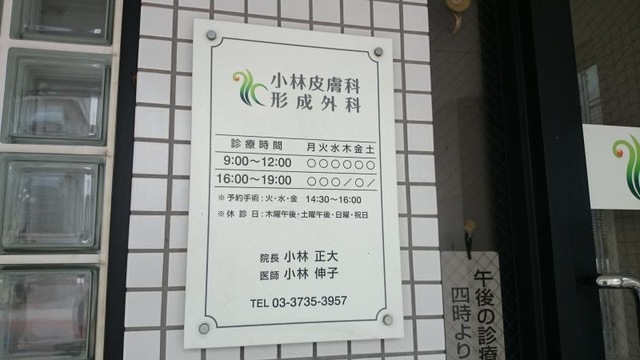 小林皮膚科
形成外科
診療時間 月火水木金土
9:00～12:00 ○○○○○○
16:00～19:00 ○○○/○/
※予約手術:火・水・金 14:30～16:00
※休診日:木曜午後・土曜午後・日曜・祝日
院長 小林 正大
医師 小林 伸子
TEL 03-3735-3957
午後の診療
四時より